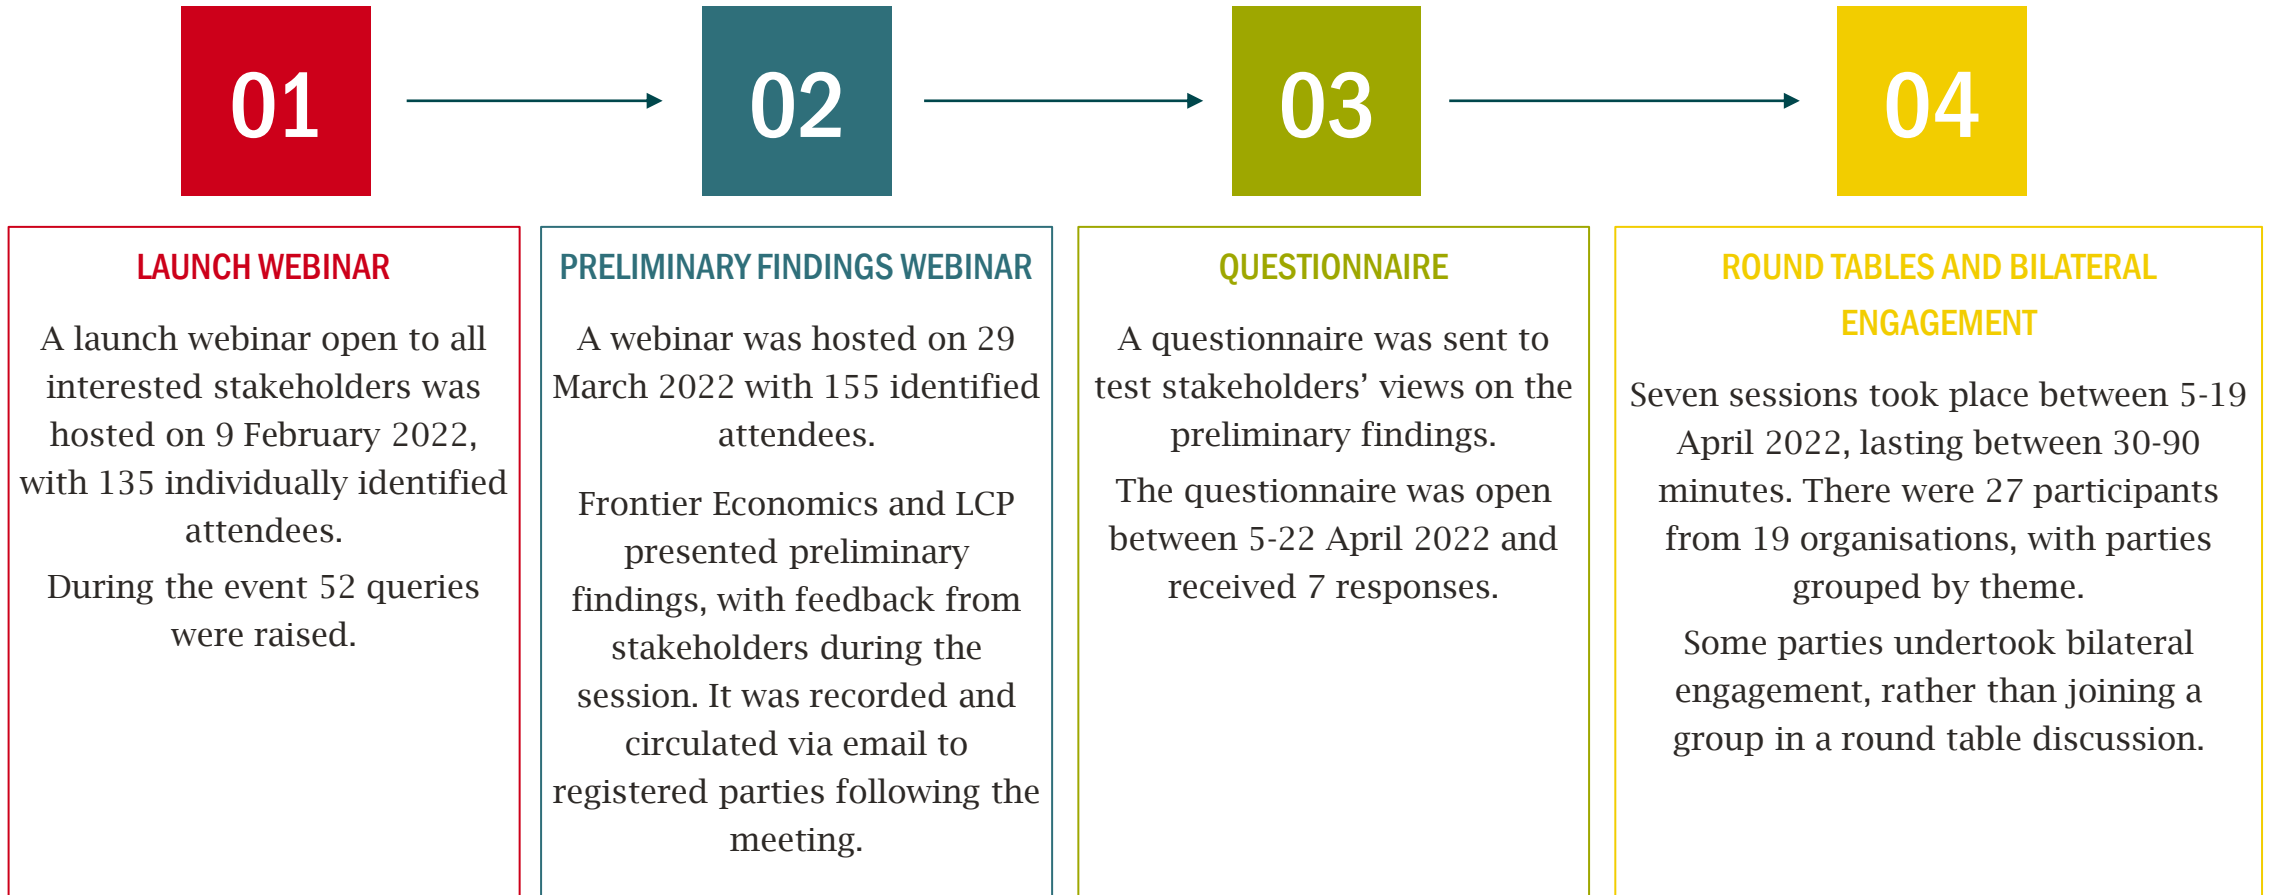 01
02
03
04
LAUNCH WEBINAR
A launch webinar open to all
interested stakeholders was
hosted on 9 February 2022,
with 135 individually identified
attendees.
During the event 52 queries
were raised.
PRELIMINARY FINDINGS WEBINAR
A webinar was hosted on 29
March 2022 with 155 identified
attendees.
Frontier Economics and LCP
presented preliminary
findings, with feedback from
stakeholders during the
session. It was recorded and
circulated via email to
registered parties following the
meeting.
QUESTIONNAIRE
A questionnaire was sent to
test stakeholders’ views on the
preliminary findings.
The questionnaire was open
between 5-22 April 2022 and
received 7 responses.
ROUND TABLES AND BILATERAL
ENGAGEMENT
Seven sessions took place between 5-19
April 2022, lasting between 30-90
minutes. There were 27 participants
from 19 organisations, with parties
grouped by theme.
Some parties undertook bilateral
engagement, rather than joining a
group in a round table discussion.